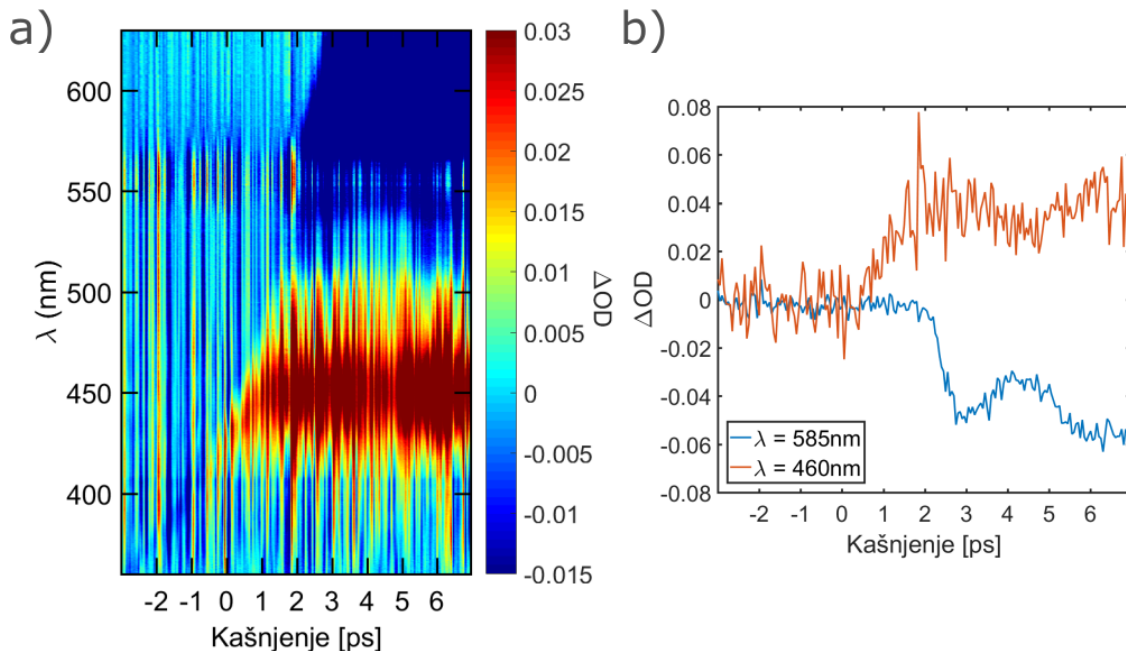 a)
600
550
500
450
400
λ (nm)
-2 -1 0 1 2 3 4 5 6
Kašnjenje [ps]
0.03
0.025
0.02
0.015
0.01
0.005
0
-0.005
-0.01
-0.015
ΔOD
b)
0.08
0.06
0.04
0.02
0
-0.02
-0.04
-0.06
-0.08
ΔOD
λ = 585nm
λ = 460nm
-2 -1 0 1 2 3 4 5 6
Kašnjenje [ps]